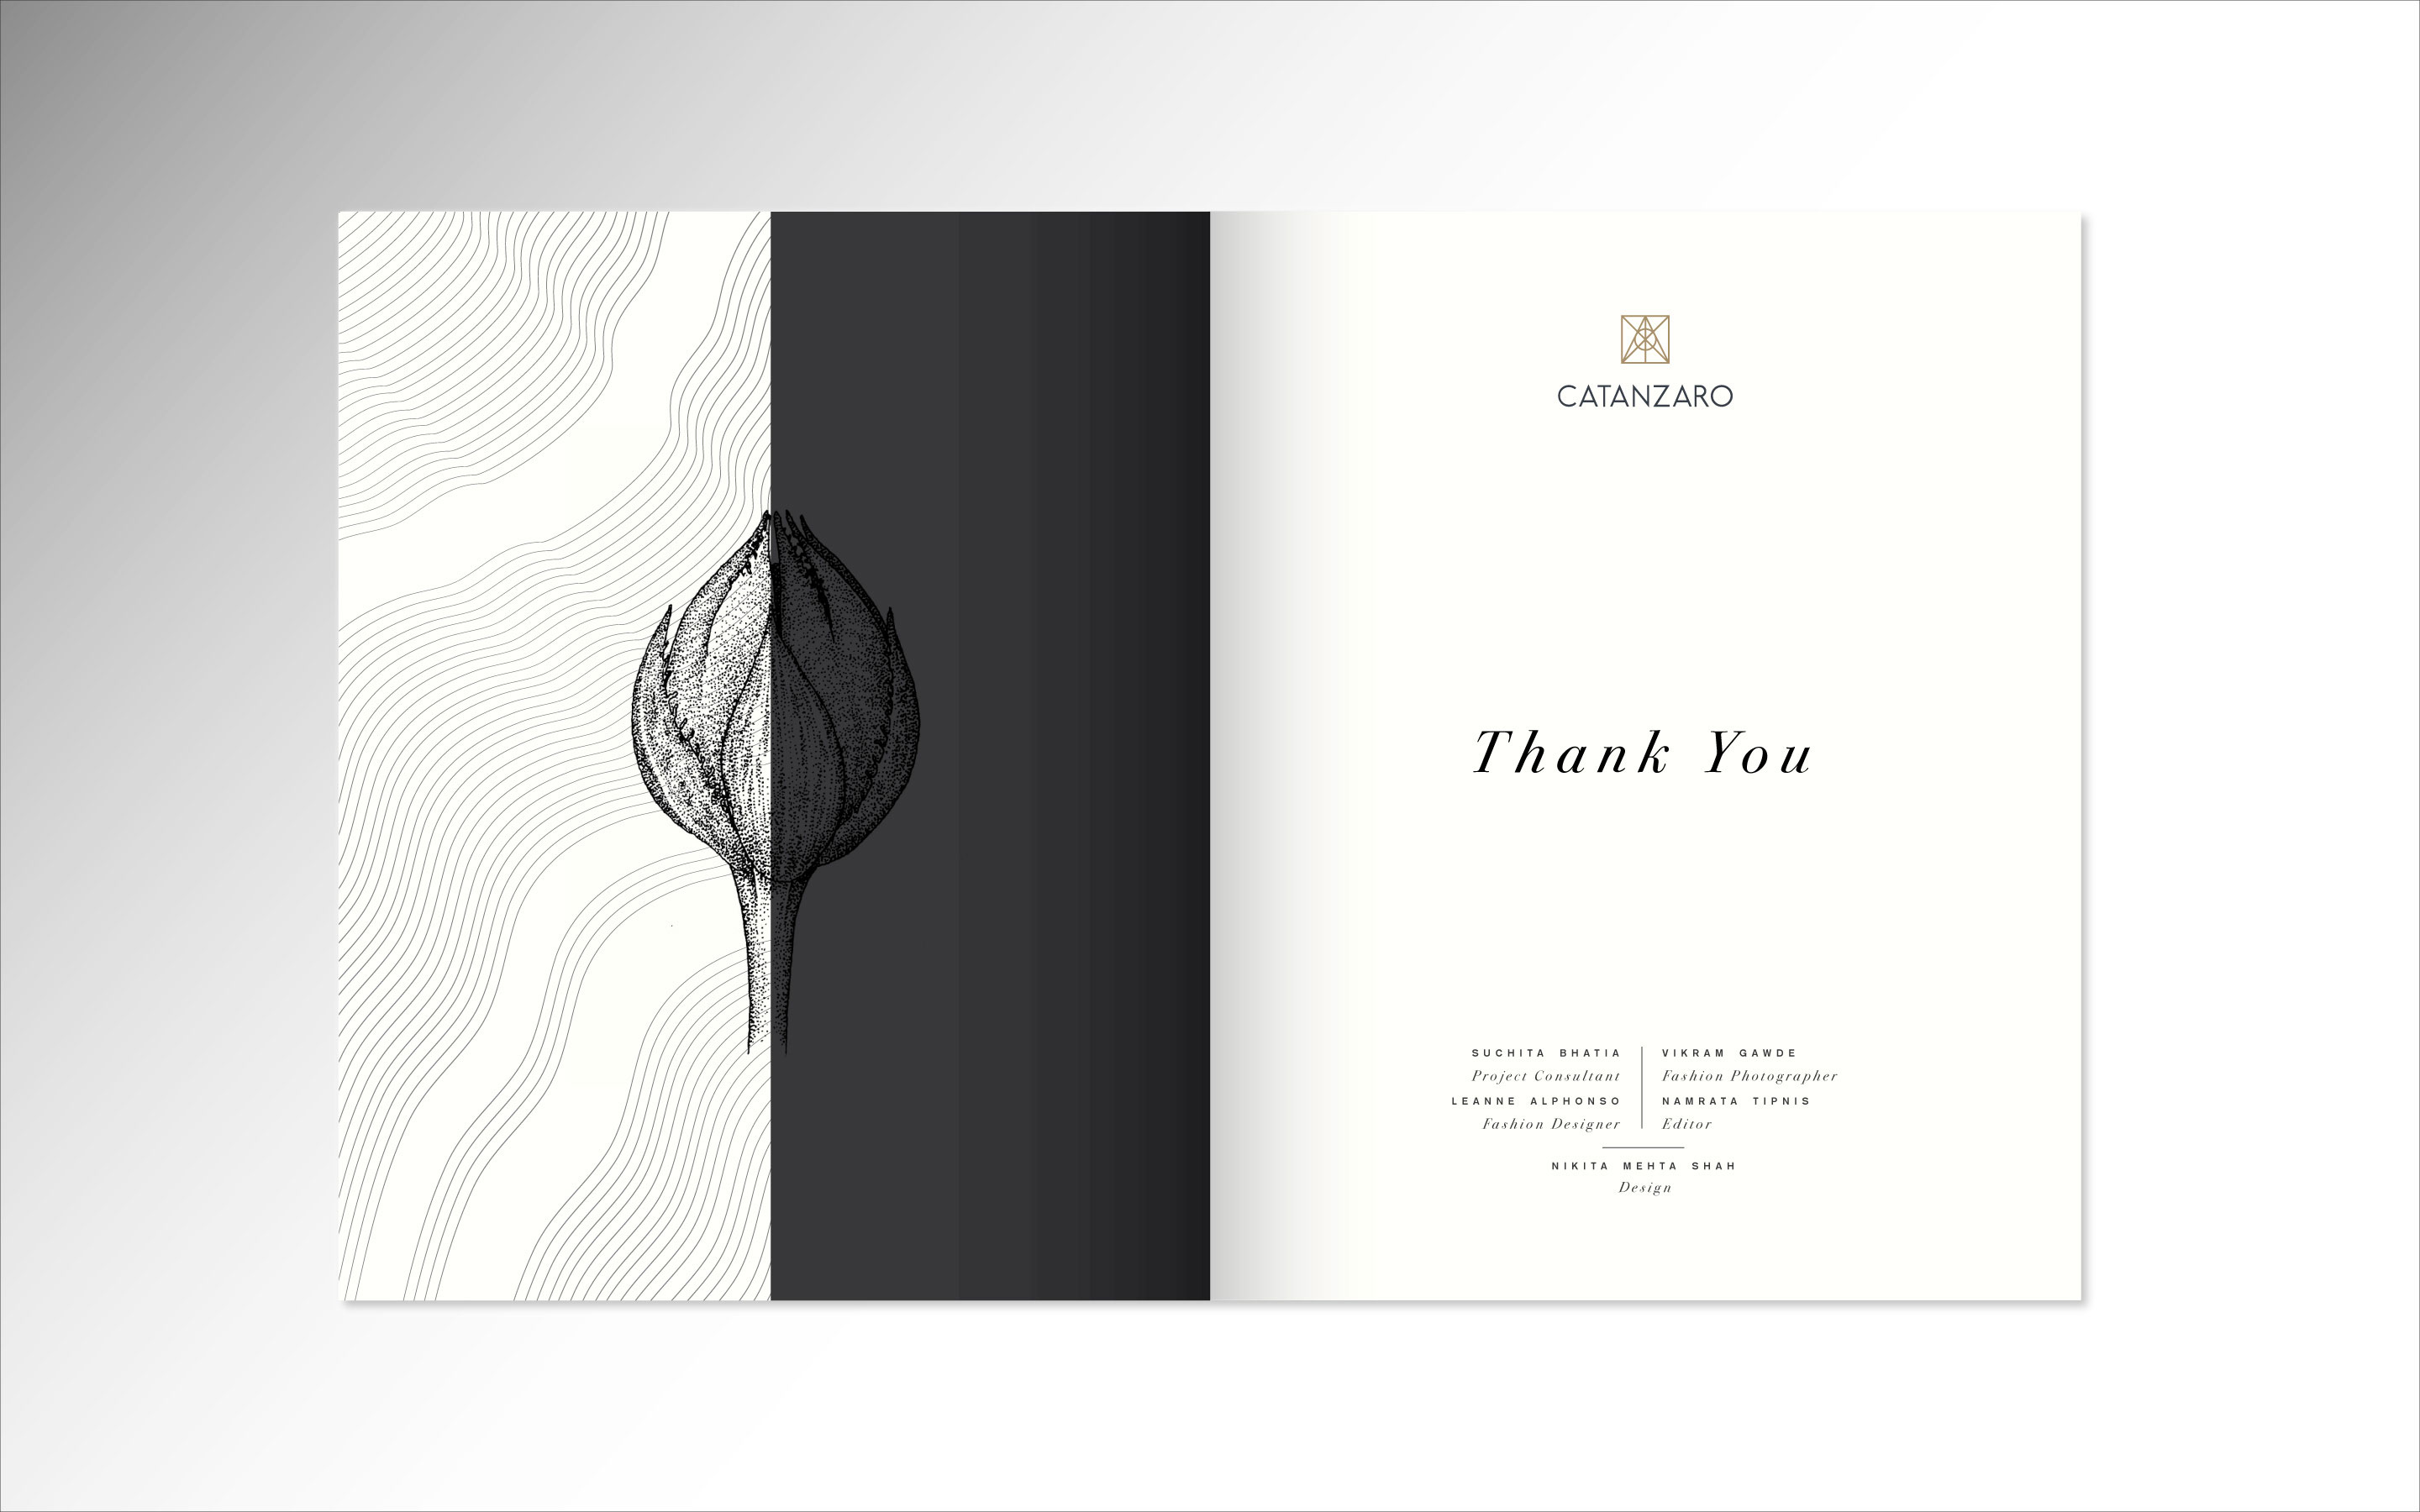 CATANZARO
Thank You
SUCHITA BHATIA
Project Consultant
LEANNE ALPHONSO
Fashion Designer
VIKRAM GAWDE
Fashion Photographer
NAMRATA TIPNIS
Editor
NIKITA MEHTA SHAH
Design